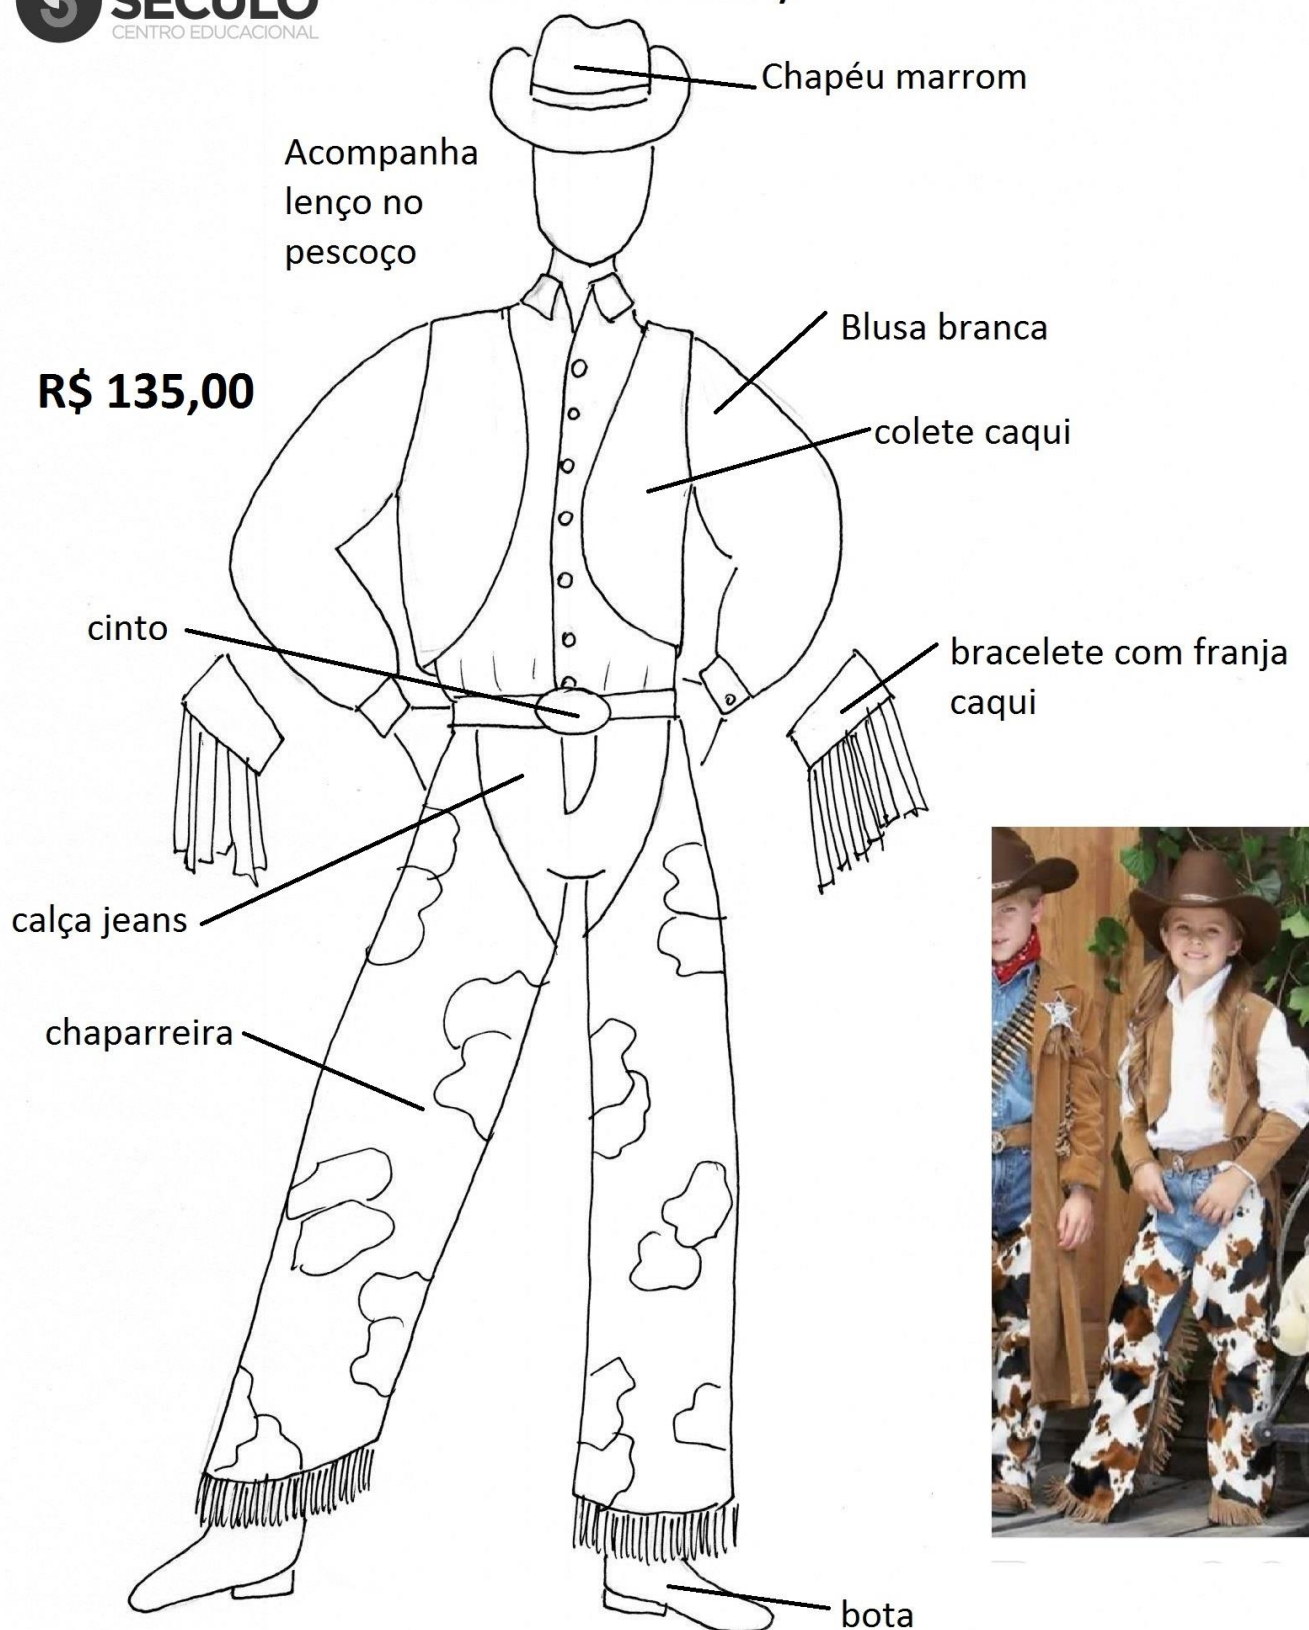 SÉCULO
CENTRO EDUCACIONAL
Chapéu marrom
Acompanha
lenço no
pescoço
Blusa branca
R$ 135,00
colete caqui
cinto
bracelete com franja
caqui
calça jeans
chaparreira
bota